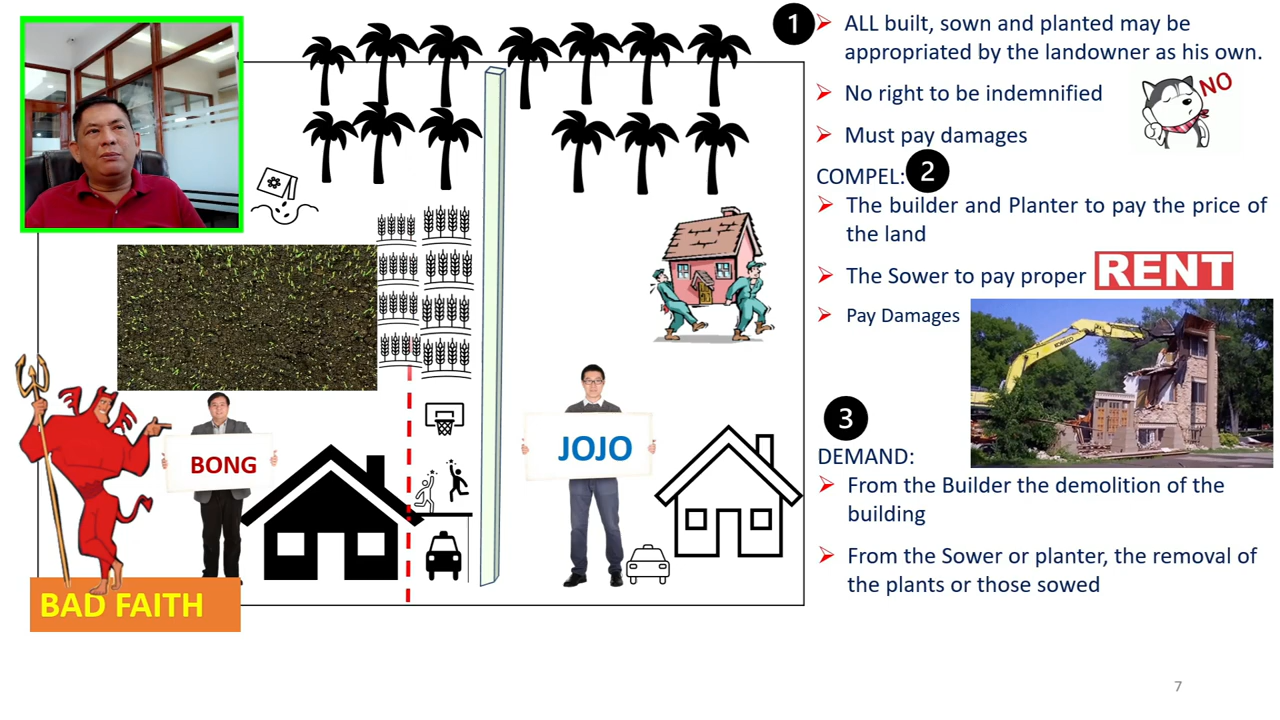 1
ALL built, sown and planted may be
appropriated by the landowner as his own.
No right to be indemnified
NO
Must pay damages
COMPEL:
2
The builder and Planter to pay the price of
the land
The Sower to pay proper
RENT
Pay Damages
3
DEMAND:
From the Builder the demolition of the
building
From the Sower or planter, the removal of
the plants or those sowed
BONG
JOJO
BAD FAITH
7